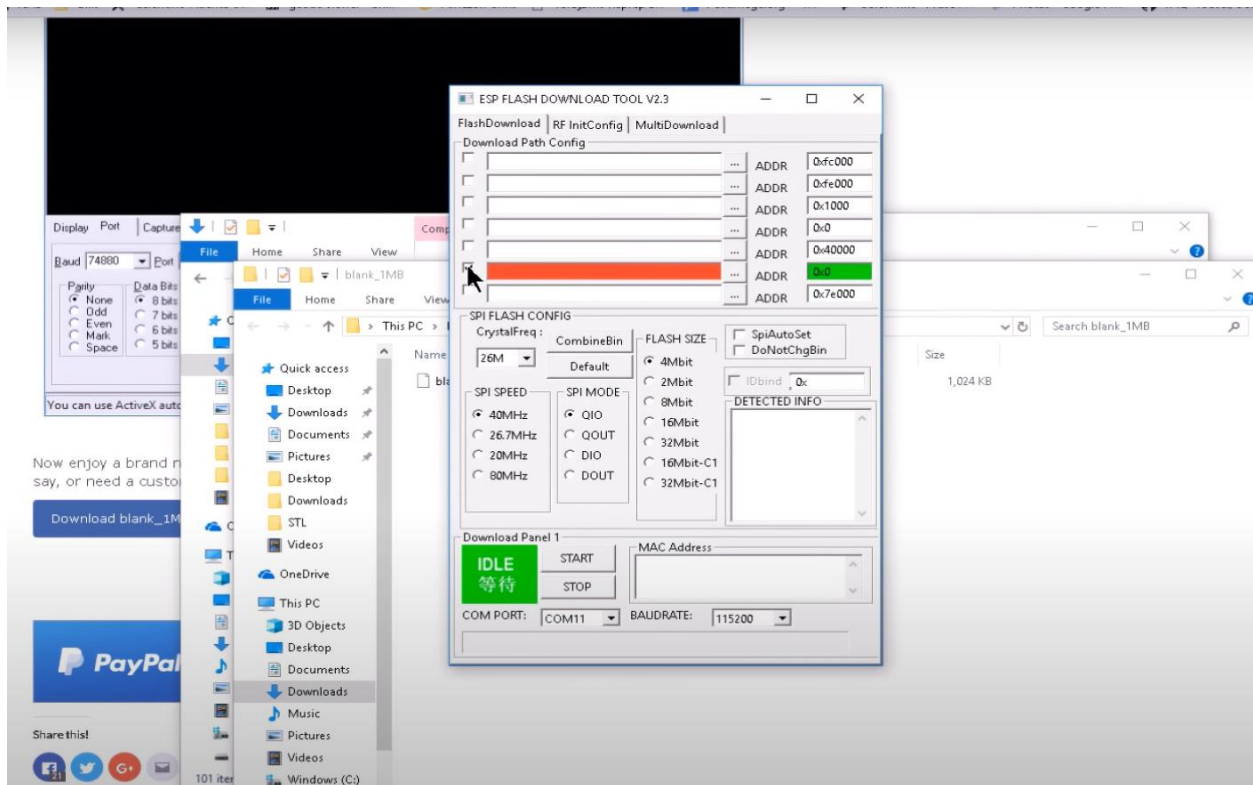 ESP FLASH DOWNLOAD TOOL V2.3
FlashDownload RF InitConfig MultiDownload
Download Path Config
... ADDR 0xfc000
... ADDR 0xfe000
... ADDR 0x1000
... ADDR 0x0
... ADDR 0x40000
... ADDR 0x0
... ADDR 0x7e000
SPI FLASH CONFIG
CrystalFreq :
26M
CombineBin
Default
SPI SPEED
40MHz
26.7MHz
20MHz
80MHz
SPI MODE
QIO
QOUT
DIO
DOUT
FLASH SIZE
4Mbit
2Mbit
8Mbit
16Mbit
32Mbit
16Mbit-C1
32Mbit-C1
SpiAutoSet
DoNotChgBin
IDbind 0x
DETECTED INFO
Download Panel 1
IDLE
等待
START
STOP
MAC Address
COM PORT: COM11 BAUDRATE: 115200
Display Port Capture
Baud 74880 Port
Parity
None
Odd
Even
Mark
Space
Data Bits
8 bits
7 bits
6 bits
5 bits
You can use ActiveX auto
File Home Share View
Comp
blank_1MB
File Home Share View
This PC
Search blank_1MB
Name
Size
1,024 KB
Quick access
Desktop
Downloads
Documents
Pictures
Desktop
Downloads
STL
Videos
OneDrive
This PC
3D Objects
Desktop
Documents
Downloads
Music
Pictures
Videos
Windows (C:)
Now enjoy a brand n
say, or need a custo
Download blank_1M
PayPal
Share this!
21
G+
101 iter